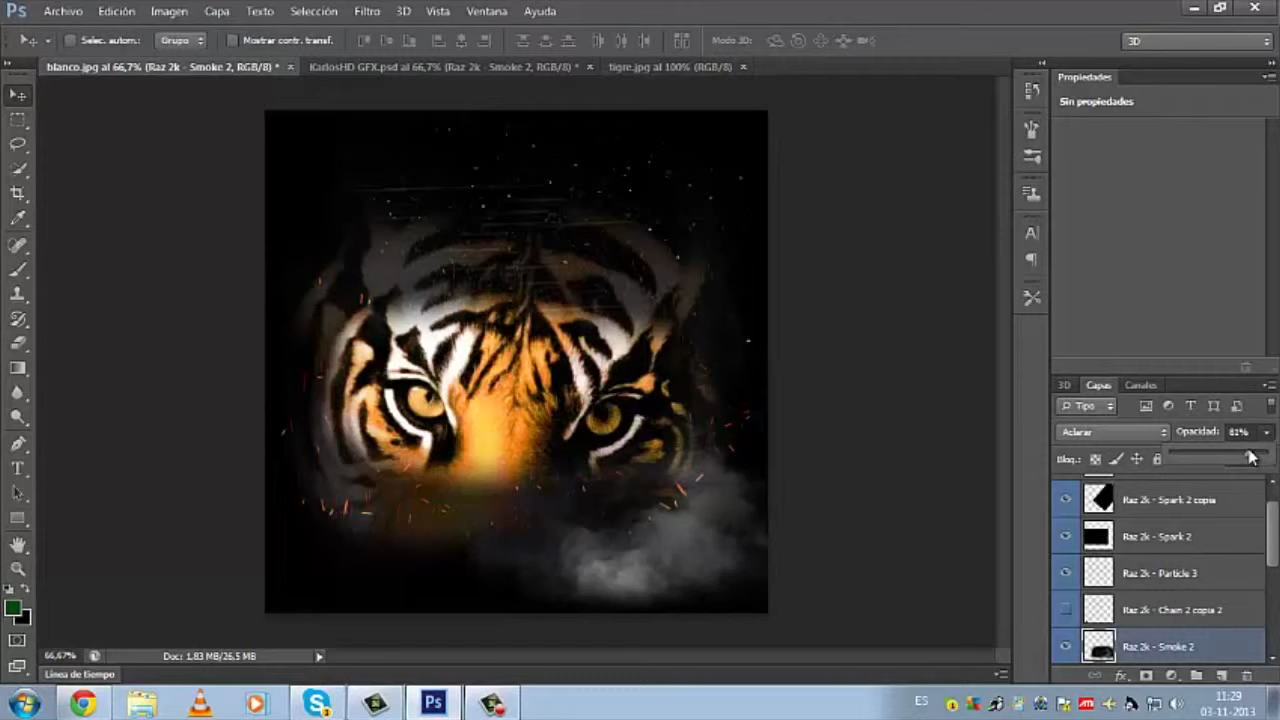 Ps Archivo Edición Imagen Capa Texto Selección Filtro 3D Vista Ventana Ayuda
Selec. autom.: Grupo Mostrar contr. transf. Modo 3D: 3D
blanco.jpg al 66,7% (Raz 2k - Smoke 2, RGB/8) * × KarlosHD GFX.psd al 66,7% (Raz 2k - Smoke 2, RGB/8) * × tigre.jpg al 100% (RGB/8) ×
Propiedades
Sin propiedades
3D Capas Canales
Tipo
Aclarar Opacidad: 81%
Bloq.:
Raz 2k - Spark 2 copia
Raz 2k - Spark 2
Raz 2k - Particle 3
Raz 2k - Chain 2 copia 2
Raz 2k - Smoke 2
66,67% Doc: 1,83 MB/26,5 MB
Línea de tiempo
Ps ES 11:29
03-11-2013